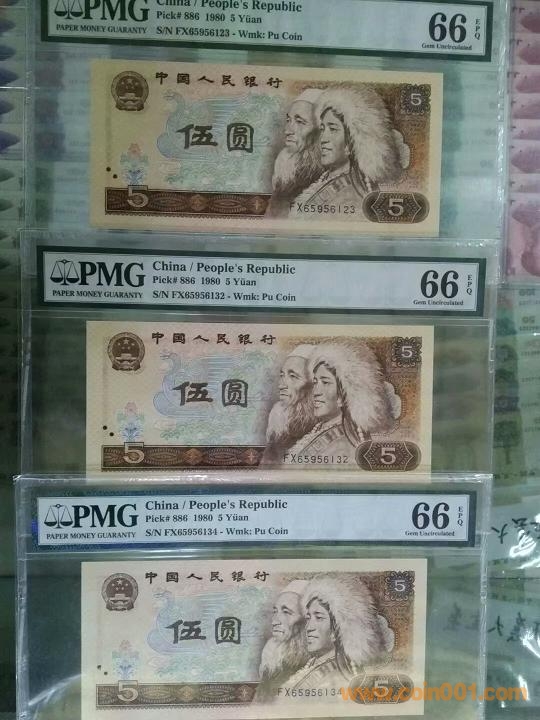 PMG
PAPER MONEY GUARANTY
China / People's Republic
Pick# 886 1980 5 Yüan
S/N FX65956123 - Wmk: Pu Coin
66 EPQ
Gem Uncirculated
中国人民银行
5
伍圆
FX65956123
5
5
PMG
PAPER MONEY GUARANTY
China / People's Republic
Pick# 886 1980 5 Yüan
S/N FX65956132 - Wmk: Pu Coin
66 EPQ
Gem Uncirculated
中国人民银行
5
伍圆
FX65956132
5
5
PMG
PAPER MONEY GUARANTY
China / People's Republic
Pick# 886 1980 5 Yüan
S/N FX65956134 - Wmk: Pu Coin
66 EPQ
Gem Uncirculated
中国人民银行
5
伍圆
FX65956134
5
5
www.coin001.com